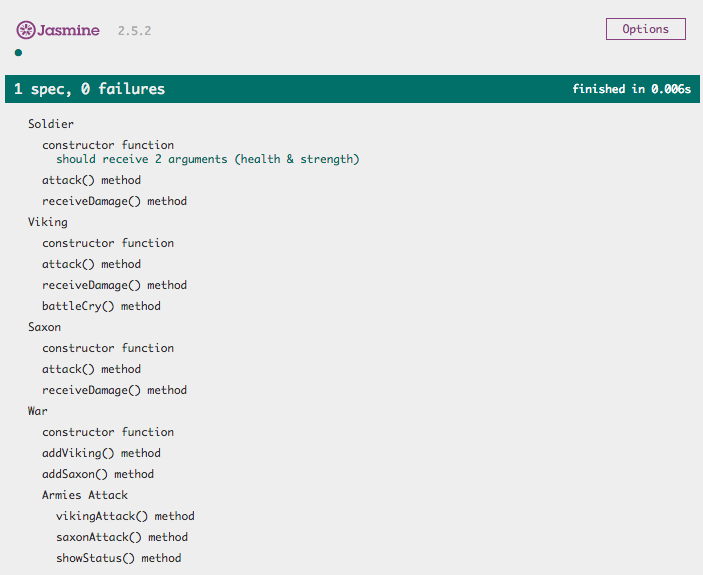 Jasmine 2.5.2 Options
1 spec, 0 failures finished in 0.006s
Soldier
constructor function
should receive 2 arguments (health & strength)
attack() method
receiveDamage() method
Viking
constructor function
attack() method
receiveDamage() method
battleCry() method
Saxon
constructor function
attack() method
receiveDamage() method
War
constructor function
addViking() method
addSaxon() method
Armies Attack
vikingAttack() method
saxonAttack() method
showStatus() method